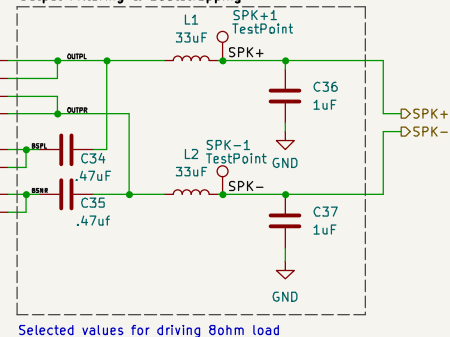 L1
33uF
SPK+1
TestPoint
SPK+
OUTPL
C36
1uF
OUTPR
SPK+
SPK-
GND
BSPL
C34
.47uF
L2
33uF
SPK-1
TestPoint
SPK-
BSNR
C35
.47uf
C37
1uF
GND
Selected values for driving 8ohm load